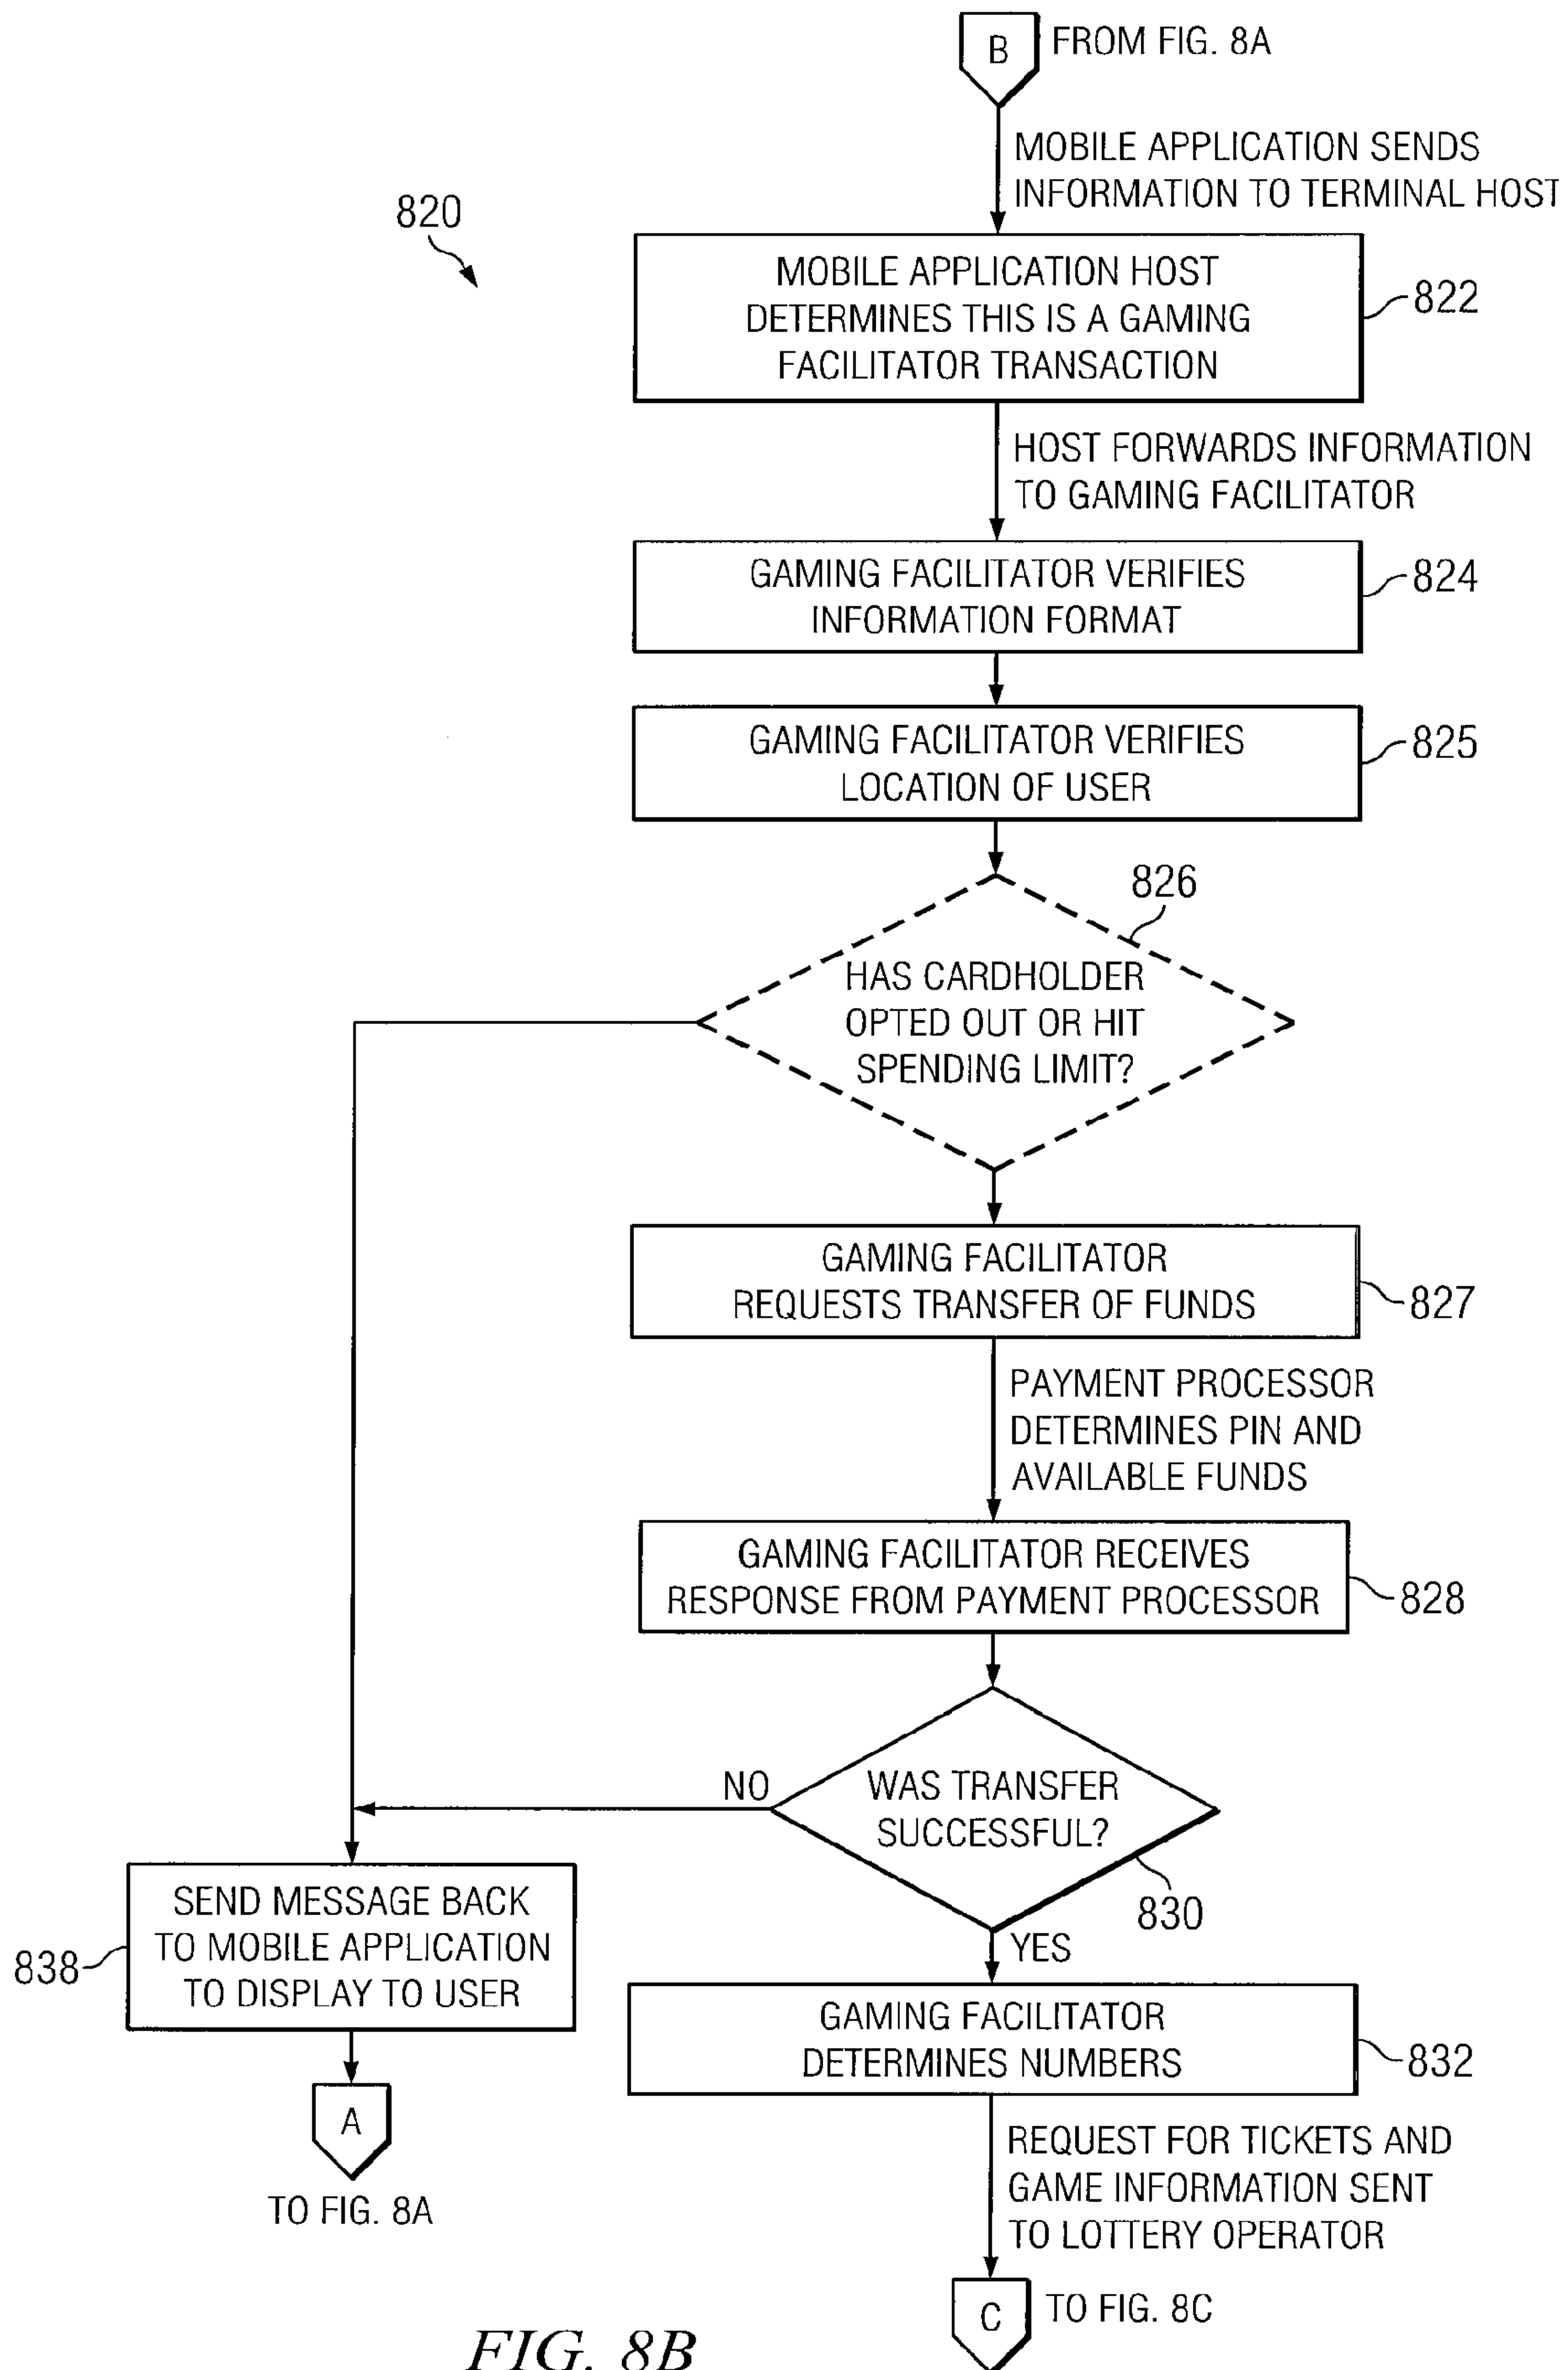 B
FROM FIG. 8A
MOBILE APPLICATION SENDS
INFORMATION TO TERMINAL HOST
820
MOBILE APPLICATION HOST
DETERMINES THIS IS A GAMING
FACILITATOR TRANSACTION
822
HOST FORWARDS INFORMATION
TO GAMING FACILITATOR
GAMING FACILITATOR VERIFIES
INFORMATION FORMAT
824
GAMING FACILITATOR VERIFIES
LOCATION OF USER
825
826
HAS CARDHOLDER
OPTED OUT OR HIT
SPENDING LIMIT?
GAMING FACILITATOR
REQUESTS TRANSFER OF FUNDS
827
PAYMENT PROCESSOR
DETERMINES PIN AND
AVAILABLE FUNDS
GAMING FACILITATOR RECEIVES
RESPONSE FROM PAYMENT PROCESSOR
828
NO
WAS TRANSFER
SUCCESSFUL?
830
YES
SEND MESSAGE BACK
TO MOBILE APPLICATION
TO DISPLAY TO USER
838
GAMING FACILITATOR
DETERMINES NUMBERS
832
A
TO FIG. 8A
REQUEST FOR TICKETS AND
GAME INFORMATION SENT
TO LOTTERY OPERATOR
C
TO FIG. 8C
FIG. 8B